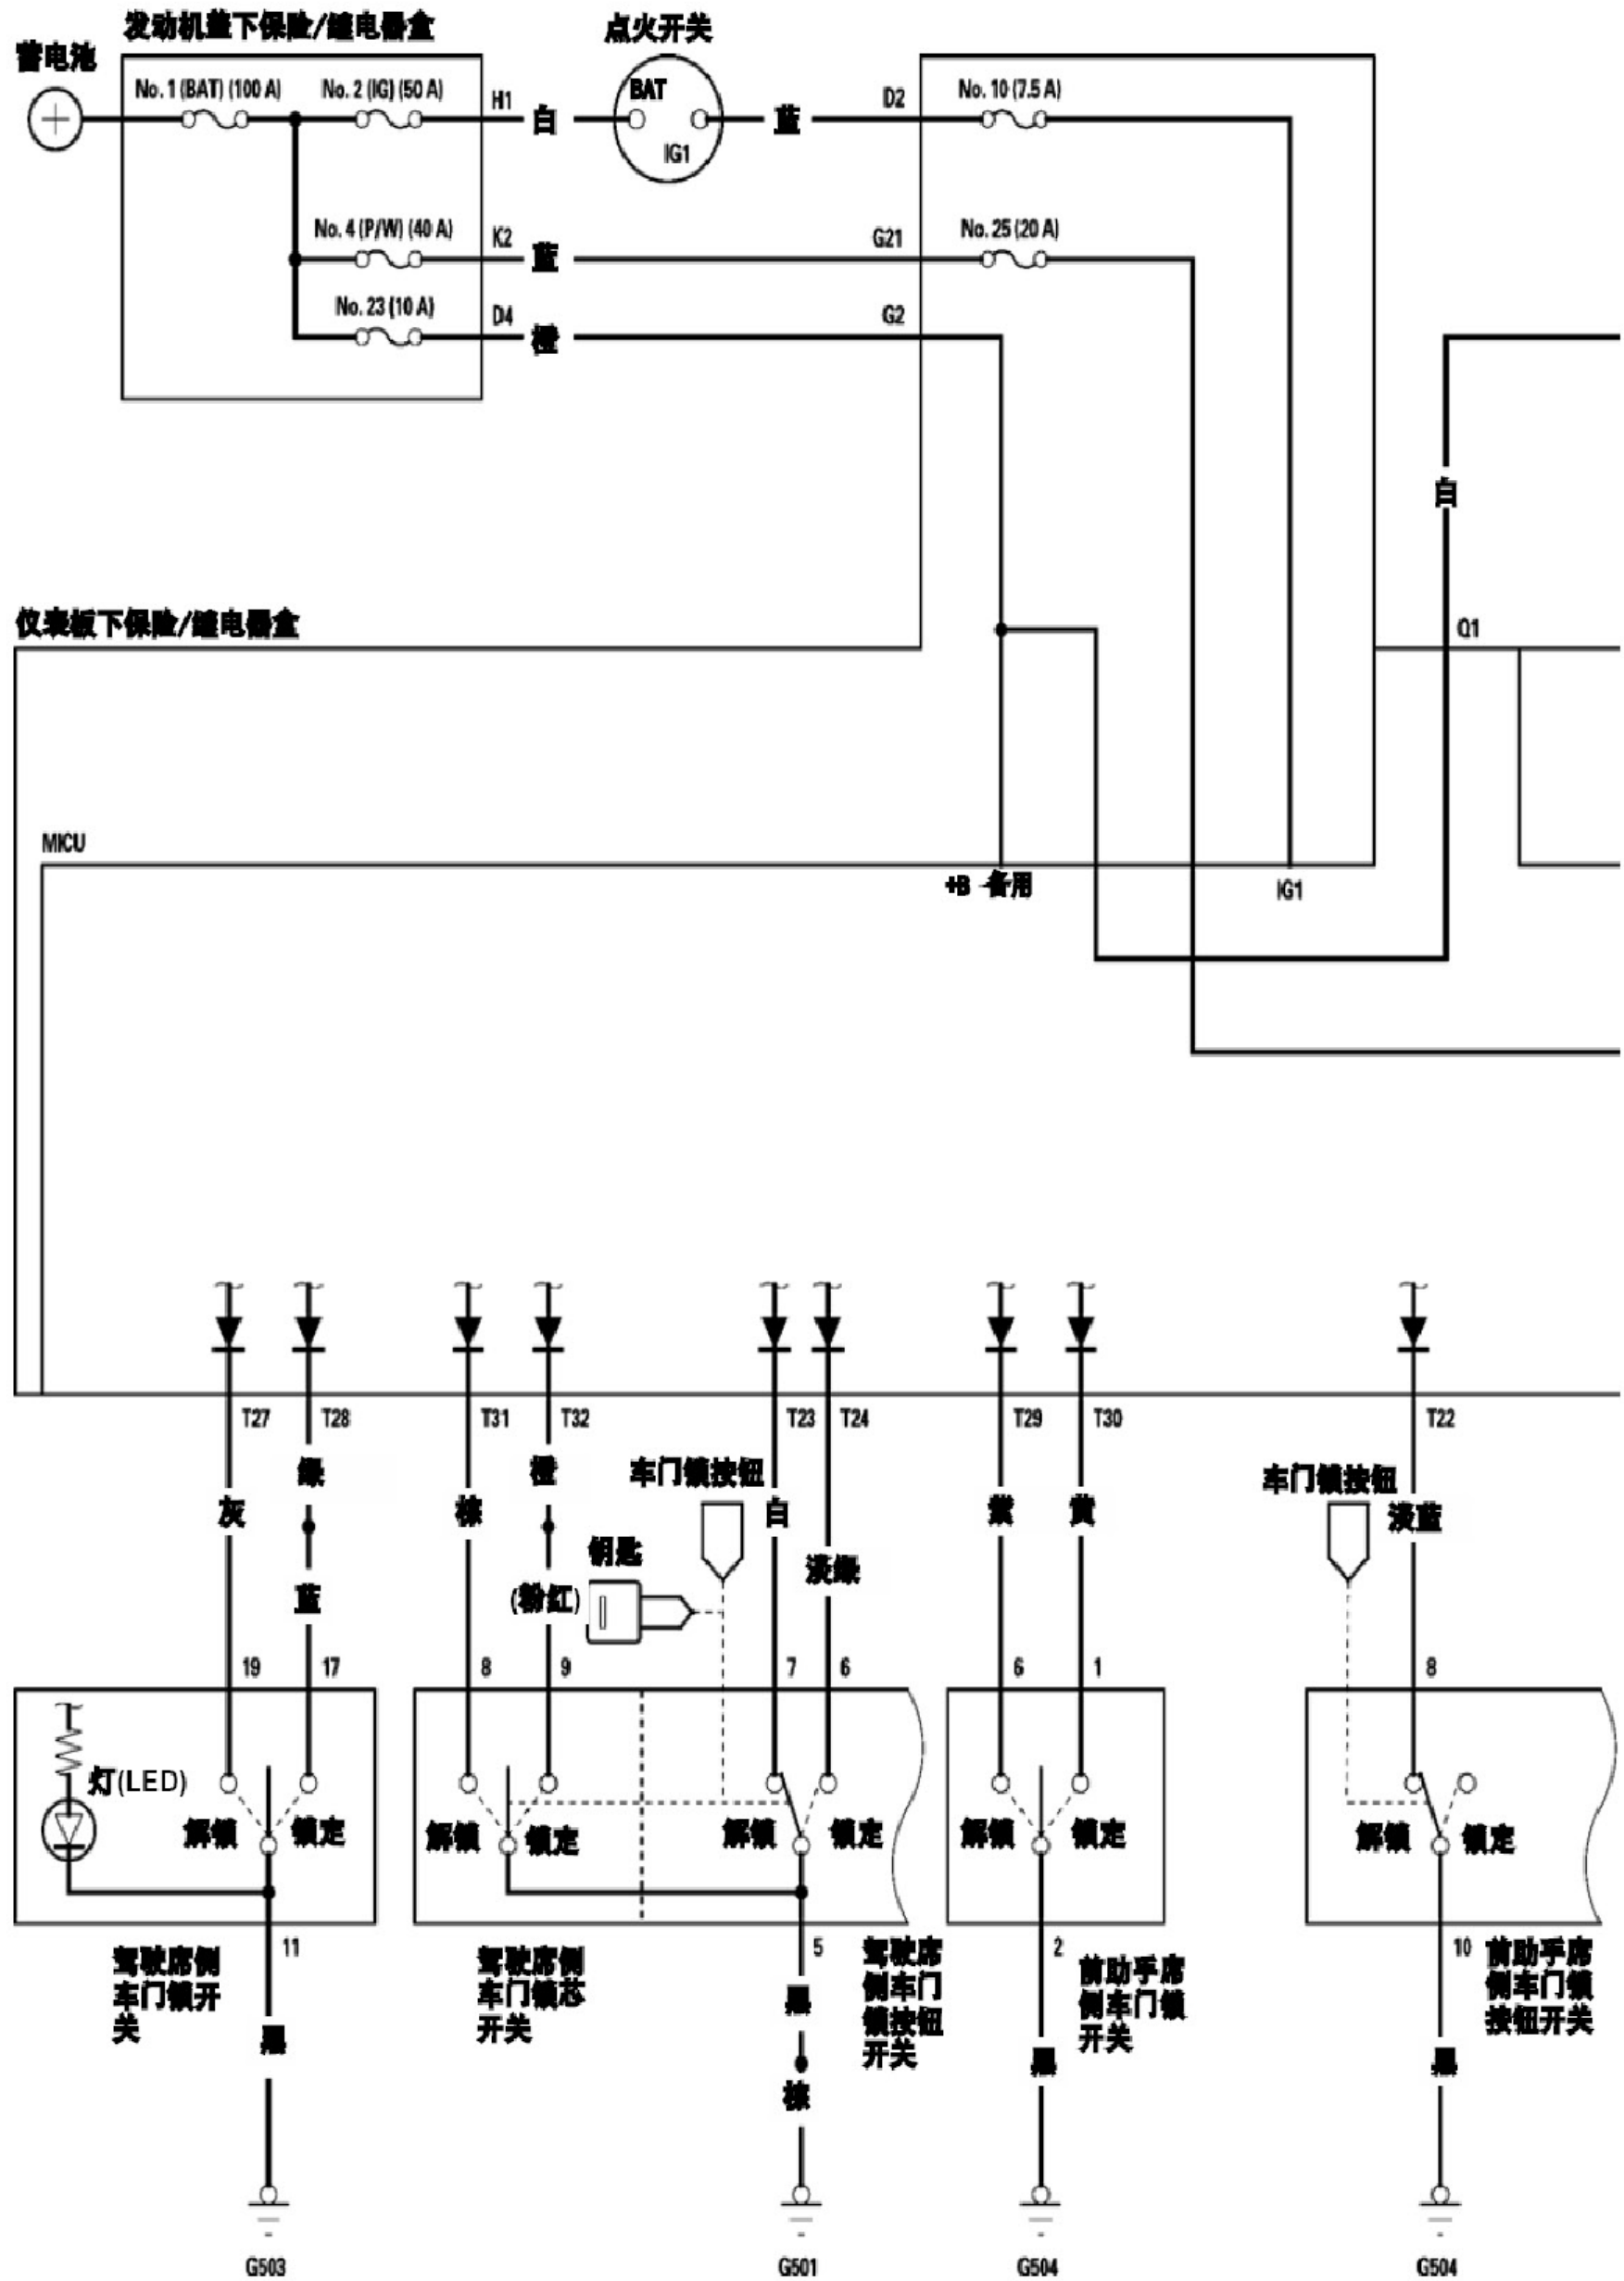 发动机盖下保险/继电器盒
点火开关
蓄电池
No. 1 (BAT) (100 A)
No. 2 (IG) (50 A)
H1
白
BAT
IG1
蓝
D2
No. 10 (7.5 A)
No. 4 (P/W) (40 A)
K2
蓝
G21
No. 25 (20 A)
No. 23 (10 A)
D4
橙
G2
白
仪表板下保险/继电器盒
Q1
MICU
+B 备用
IG1
T27
T28
T31
T32
T23
T24
T29
T30
T22
灰
绿
棕
橙
车门锁按钮
白
紫
黄
车门锁按钮
淡蓝
钥匙
淡绿
蓝
(粉红)
19
17
8
9
7
6
6
1
8
灯(LED)
解锁
锁定
解锁
锁定
解锁
锁定
解锁
锁定
解锁
锁定
11
5
2
10
驾驶席侧
车门锁开
关
驾驶席侧
车门锁芯
开关
驾驶席
侧车门
锁按钮
开关
前助手席
侧车门锁
开关
前助手席
侧车门锁
按钮开关
黑
黑
棕
黑
黑
G503
G501
G504
G504